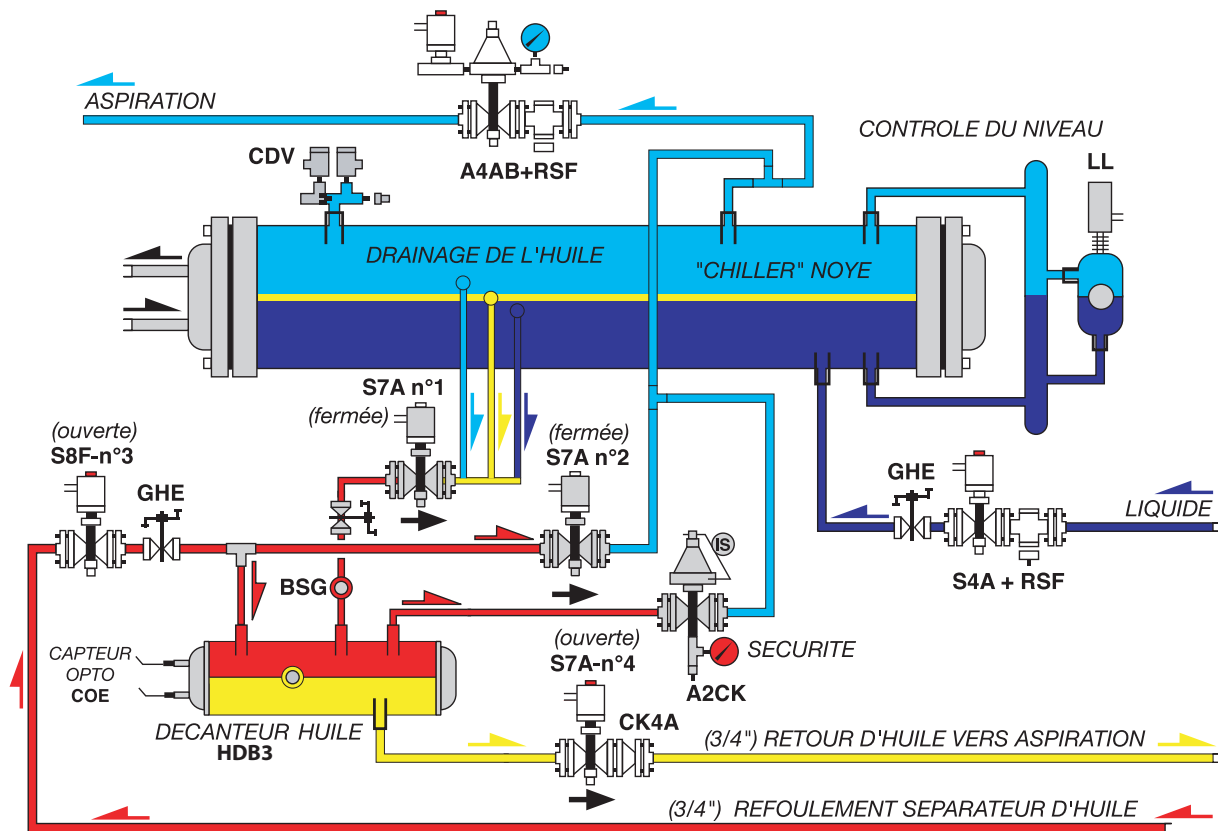 ASPIRATION
A4AB+RSF
CONTROLE DU NIVEAU
CDV
LL
DRAINAGE DE L'HUILE
"CHILLER" NOYE
S7A n°1
(fermée)
(fermée)
S7A n°2
(ouverte)
S8F-n°3
GHE
GHE
LIQUIDE
S4A + RSF
BSG
IS
SECURITE
A2CK
(ouverte)
S7A-n°4
CK4A
CAPTEUR
OPTO
COE
DECANTEUR HUILE
HDB3
(3/4") RETOUR D'HUILE VERS ASPIRATION
(3/4") REFOULEMENT SEPARATEUR D'HUILE